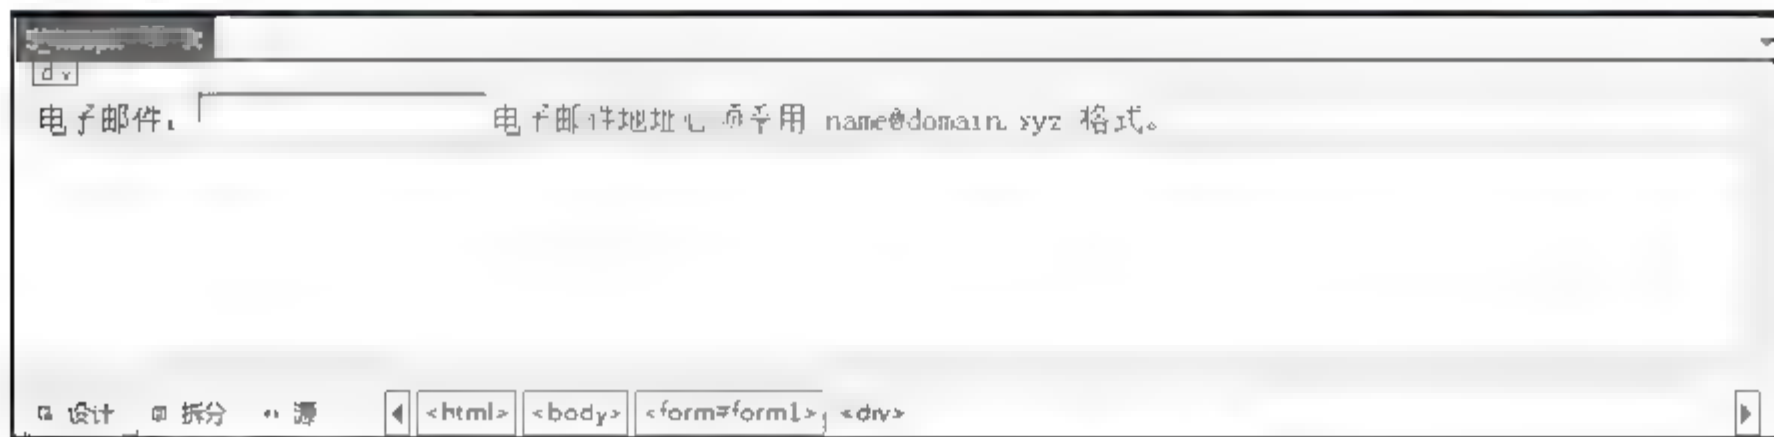 电子邮件： 电子邮件地址必须采用 name@domain.xyz 格式。
设计 拆分 源 <html> <body> <form#form1> <div>